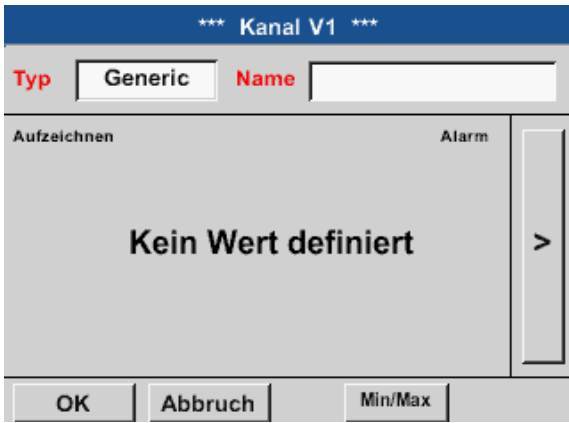 *** Kanal V1 ***
Typ Generic Name
Aufzeichnen Alarm
Kein Wert definiert >
OK Abbruch Min/Max